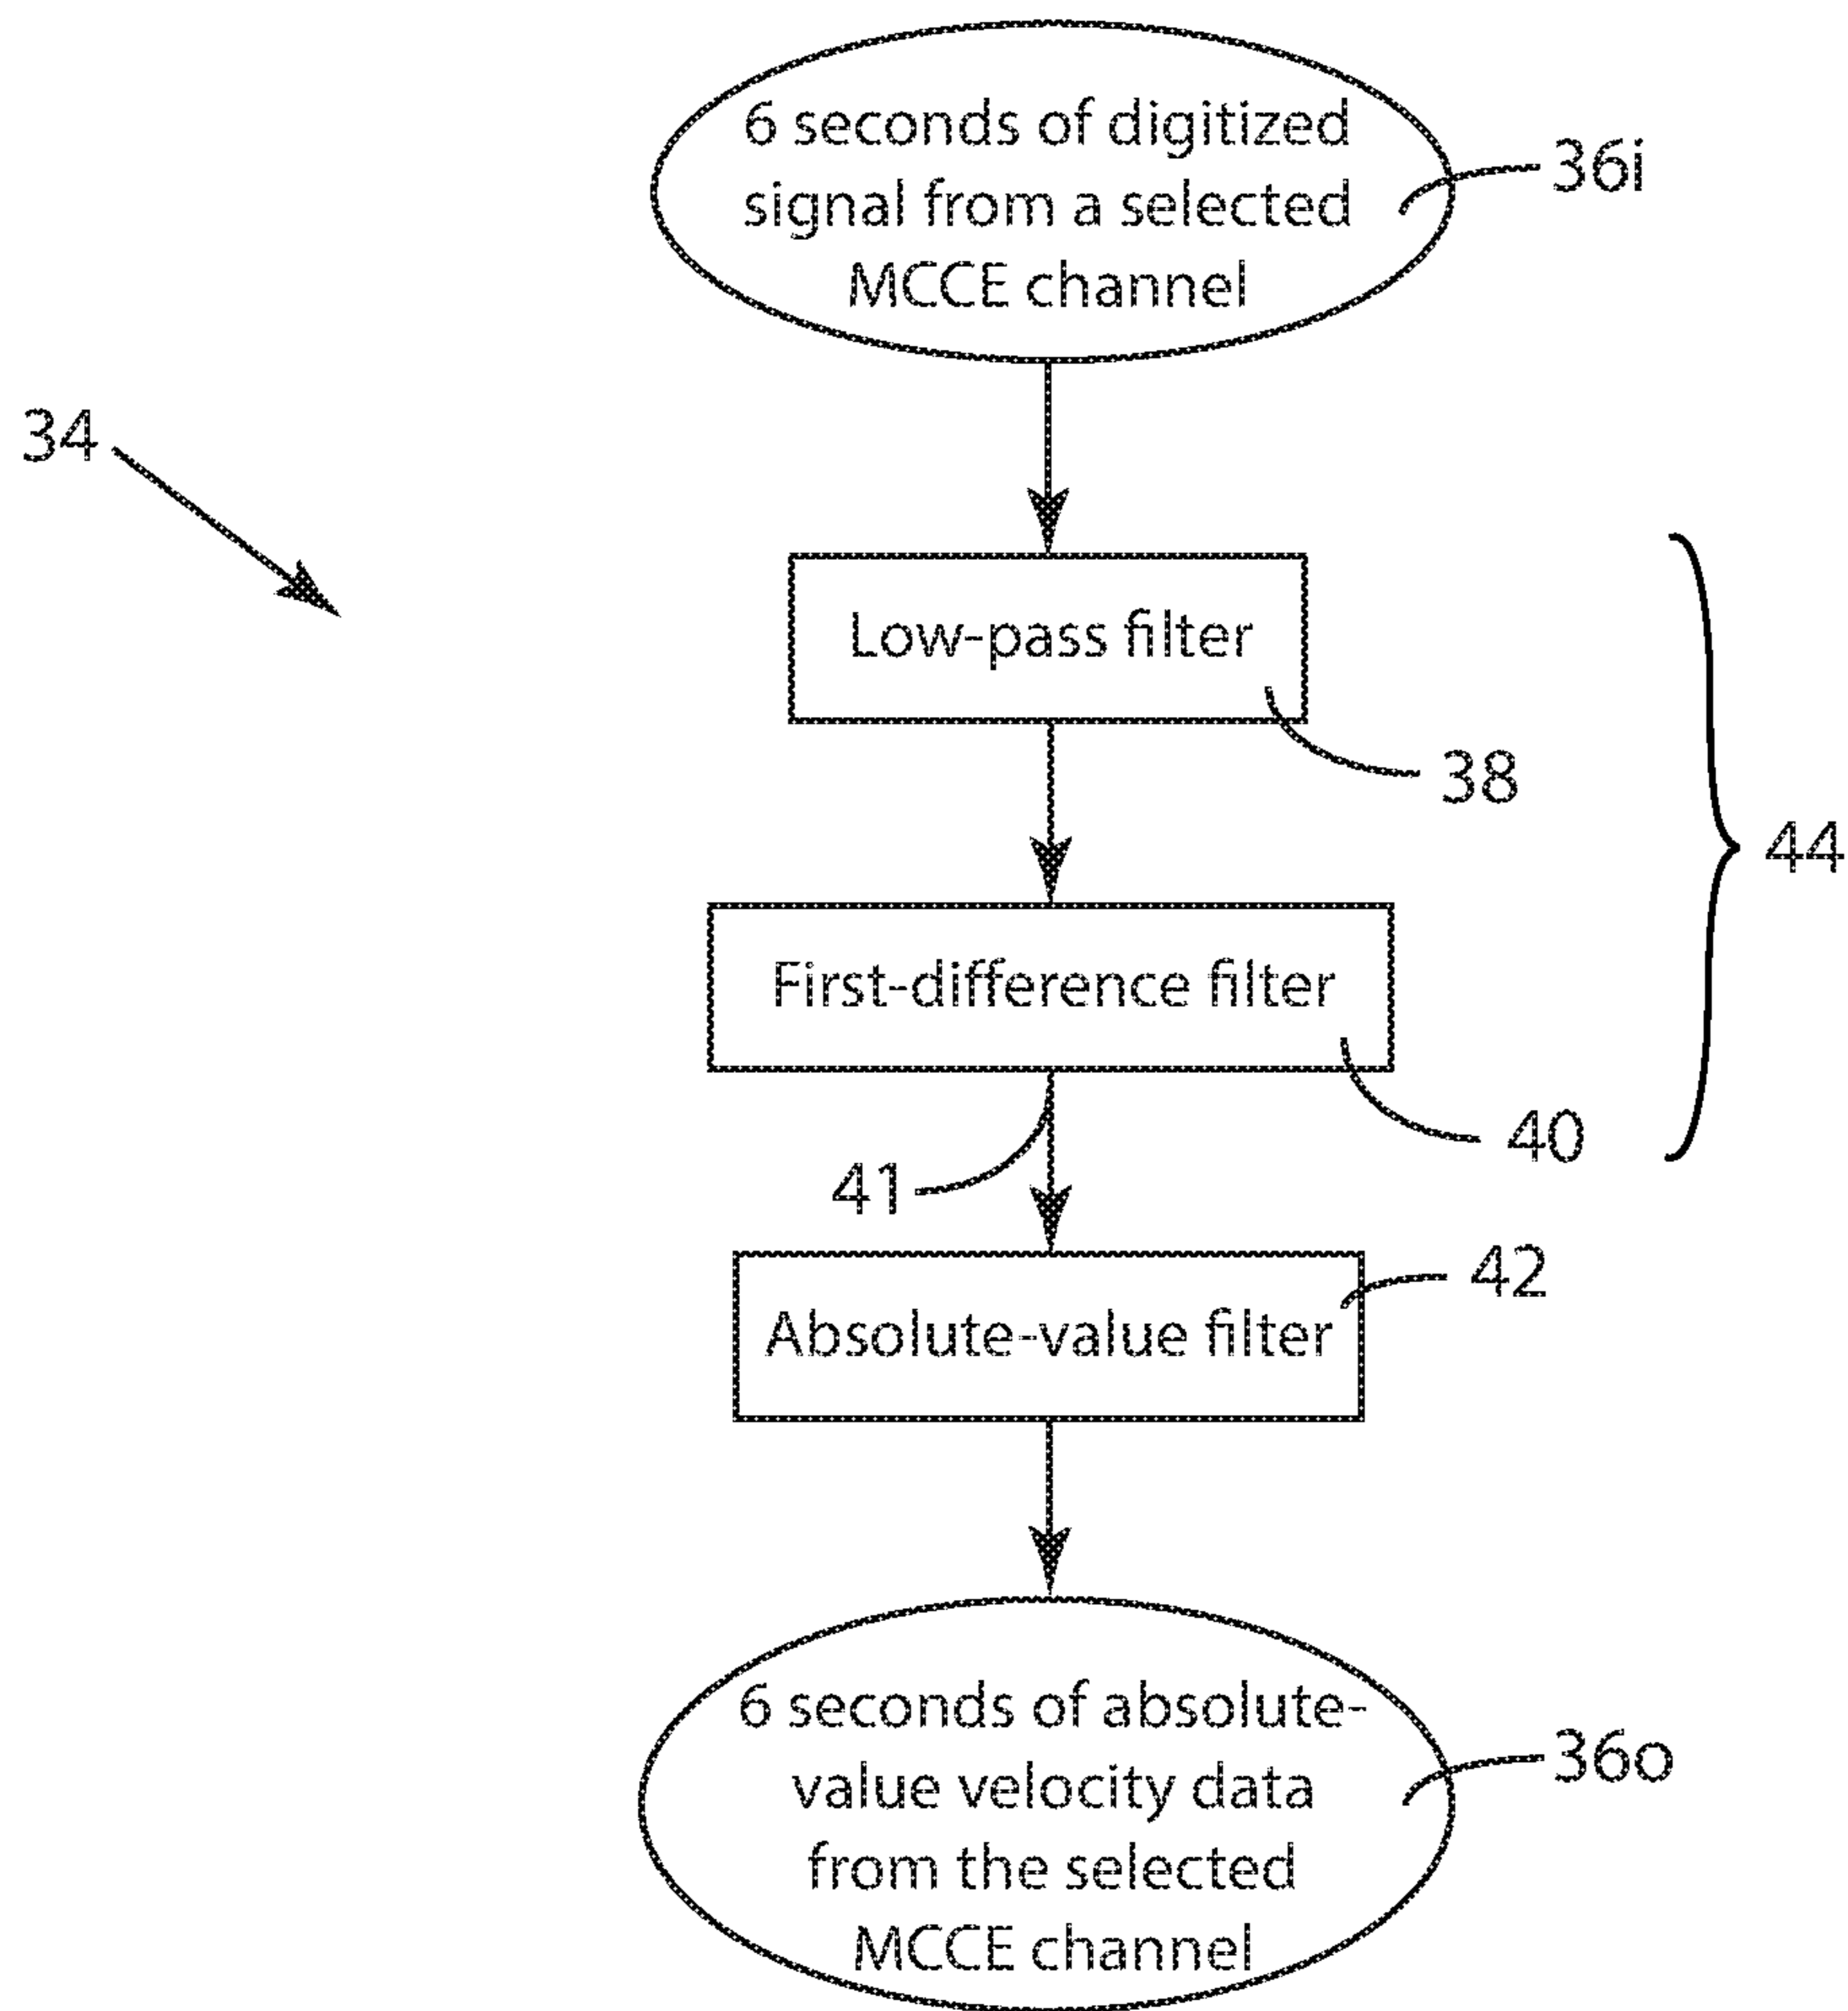 6 seconds of digitized
signal from a selected
MCCE channel
36i
34
Low-pass filter
38
44
First-difference filter
40
41
42
Absolute-value filter
6 seconds of absolute-
value velocity data
from the selected
MCCE channel
36o